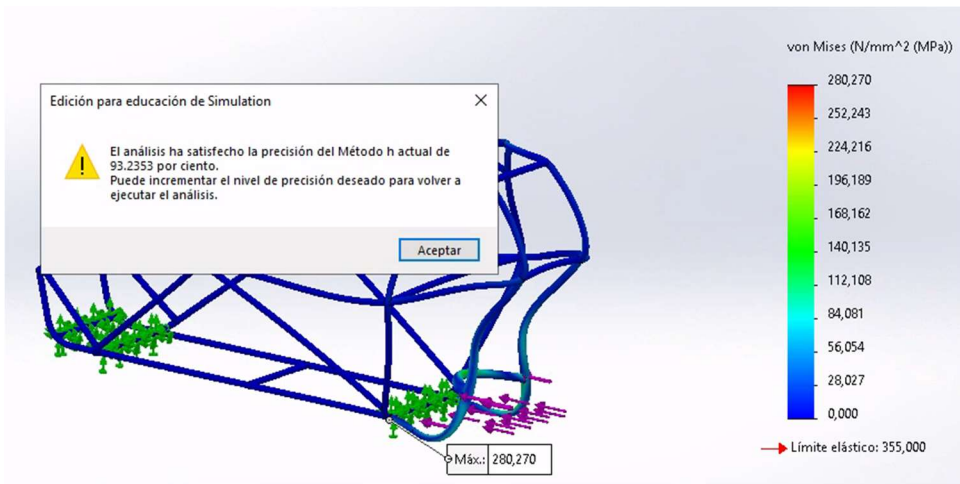 von Mises (N/mm^2 (MPa))
Edición para educación de Simulation
El análisis ha satisfecho la precisión del Método h actual de
93.2353 por ciento.
Puede incrementar el nivel de precisión deseado para volver a
ejecutar el análisis.
Aceptar
280,270
252,243
224,216
196,189
168,162
140,135
112,108
84,081
56,054
28,027
0,000
Límite elástico: 355,000
Máx.: 280,270